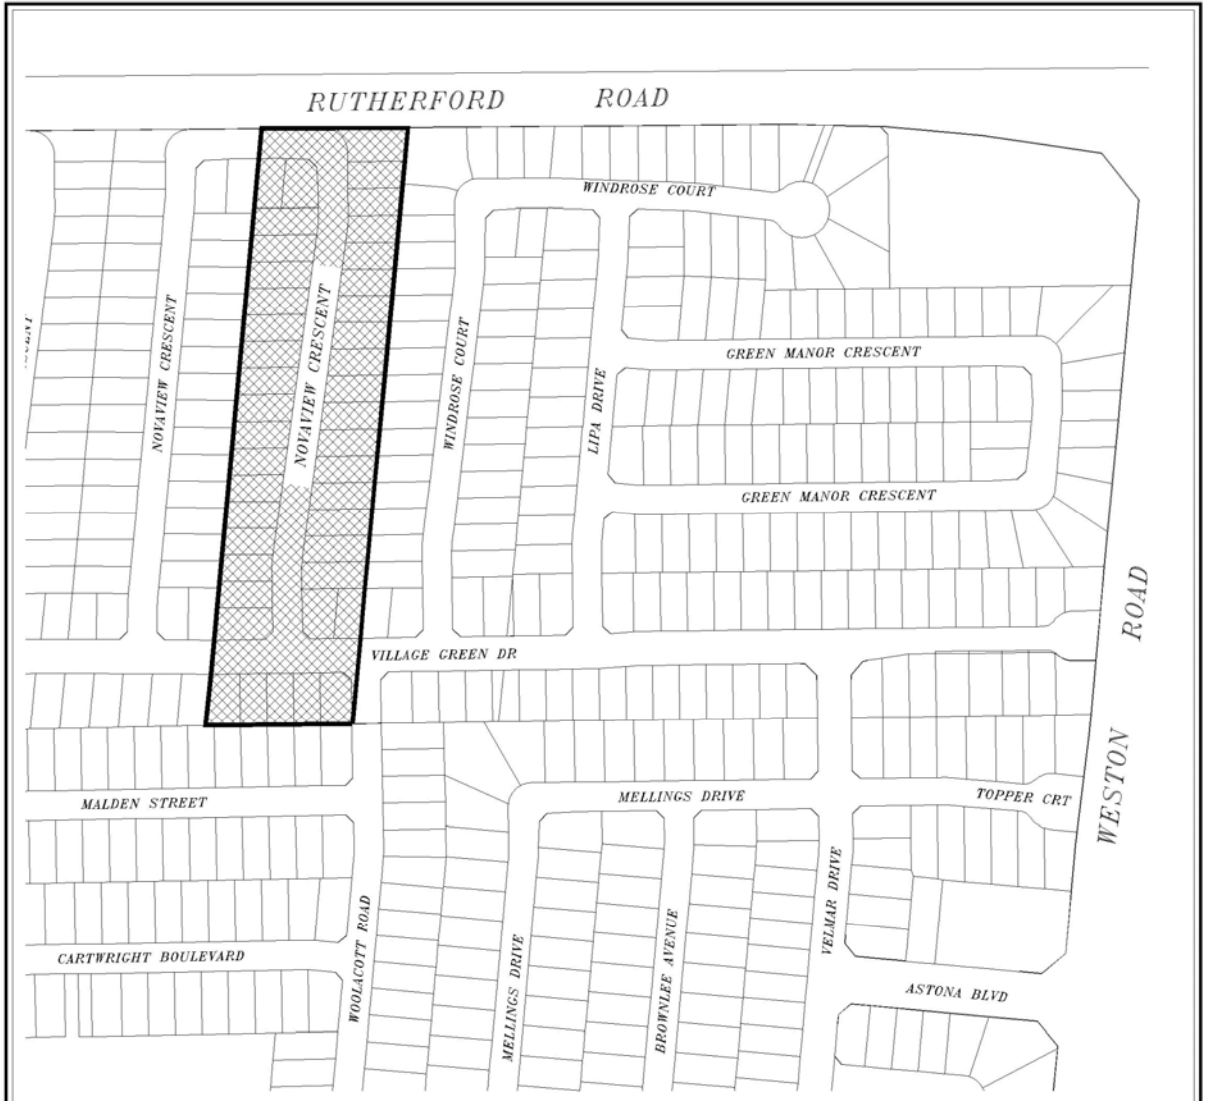 RUTHERFORD ROAD
WINDROSE COURT
NOVAVIEW CRESCENT
NOVAVIEW CRESCENT
WINDROSE COURT
LIPA DRIVE
GREEN MANOR CRESCENT
GREEN MANOR CRESCENT
VILLAGE GREEN DR
WESTON ROAD
MALDEN STREET
MELLINGS DRIVE
TOPPER CRT
CARTWRIGHT BOULEVARD
WOOLACOTT ROAD
MELLINGS DRIVE
BROWNLEE AVENUE
VELMAR DRIVE
ASTONA BLVD